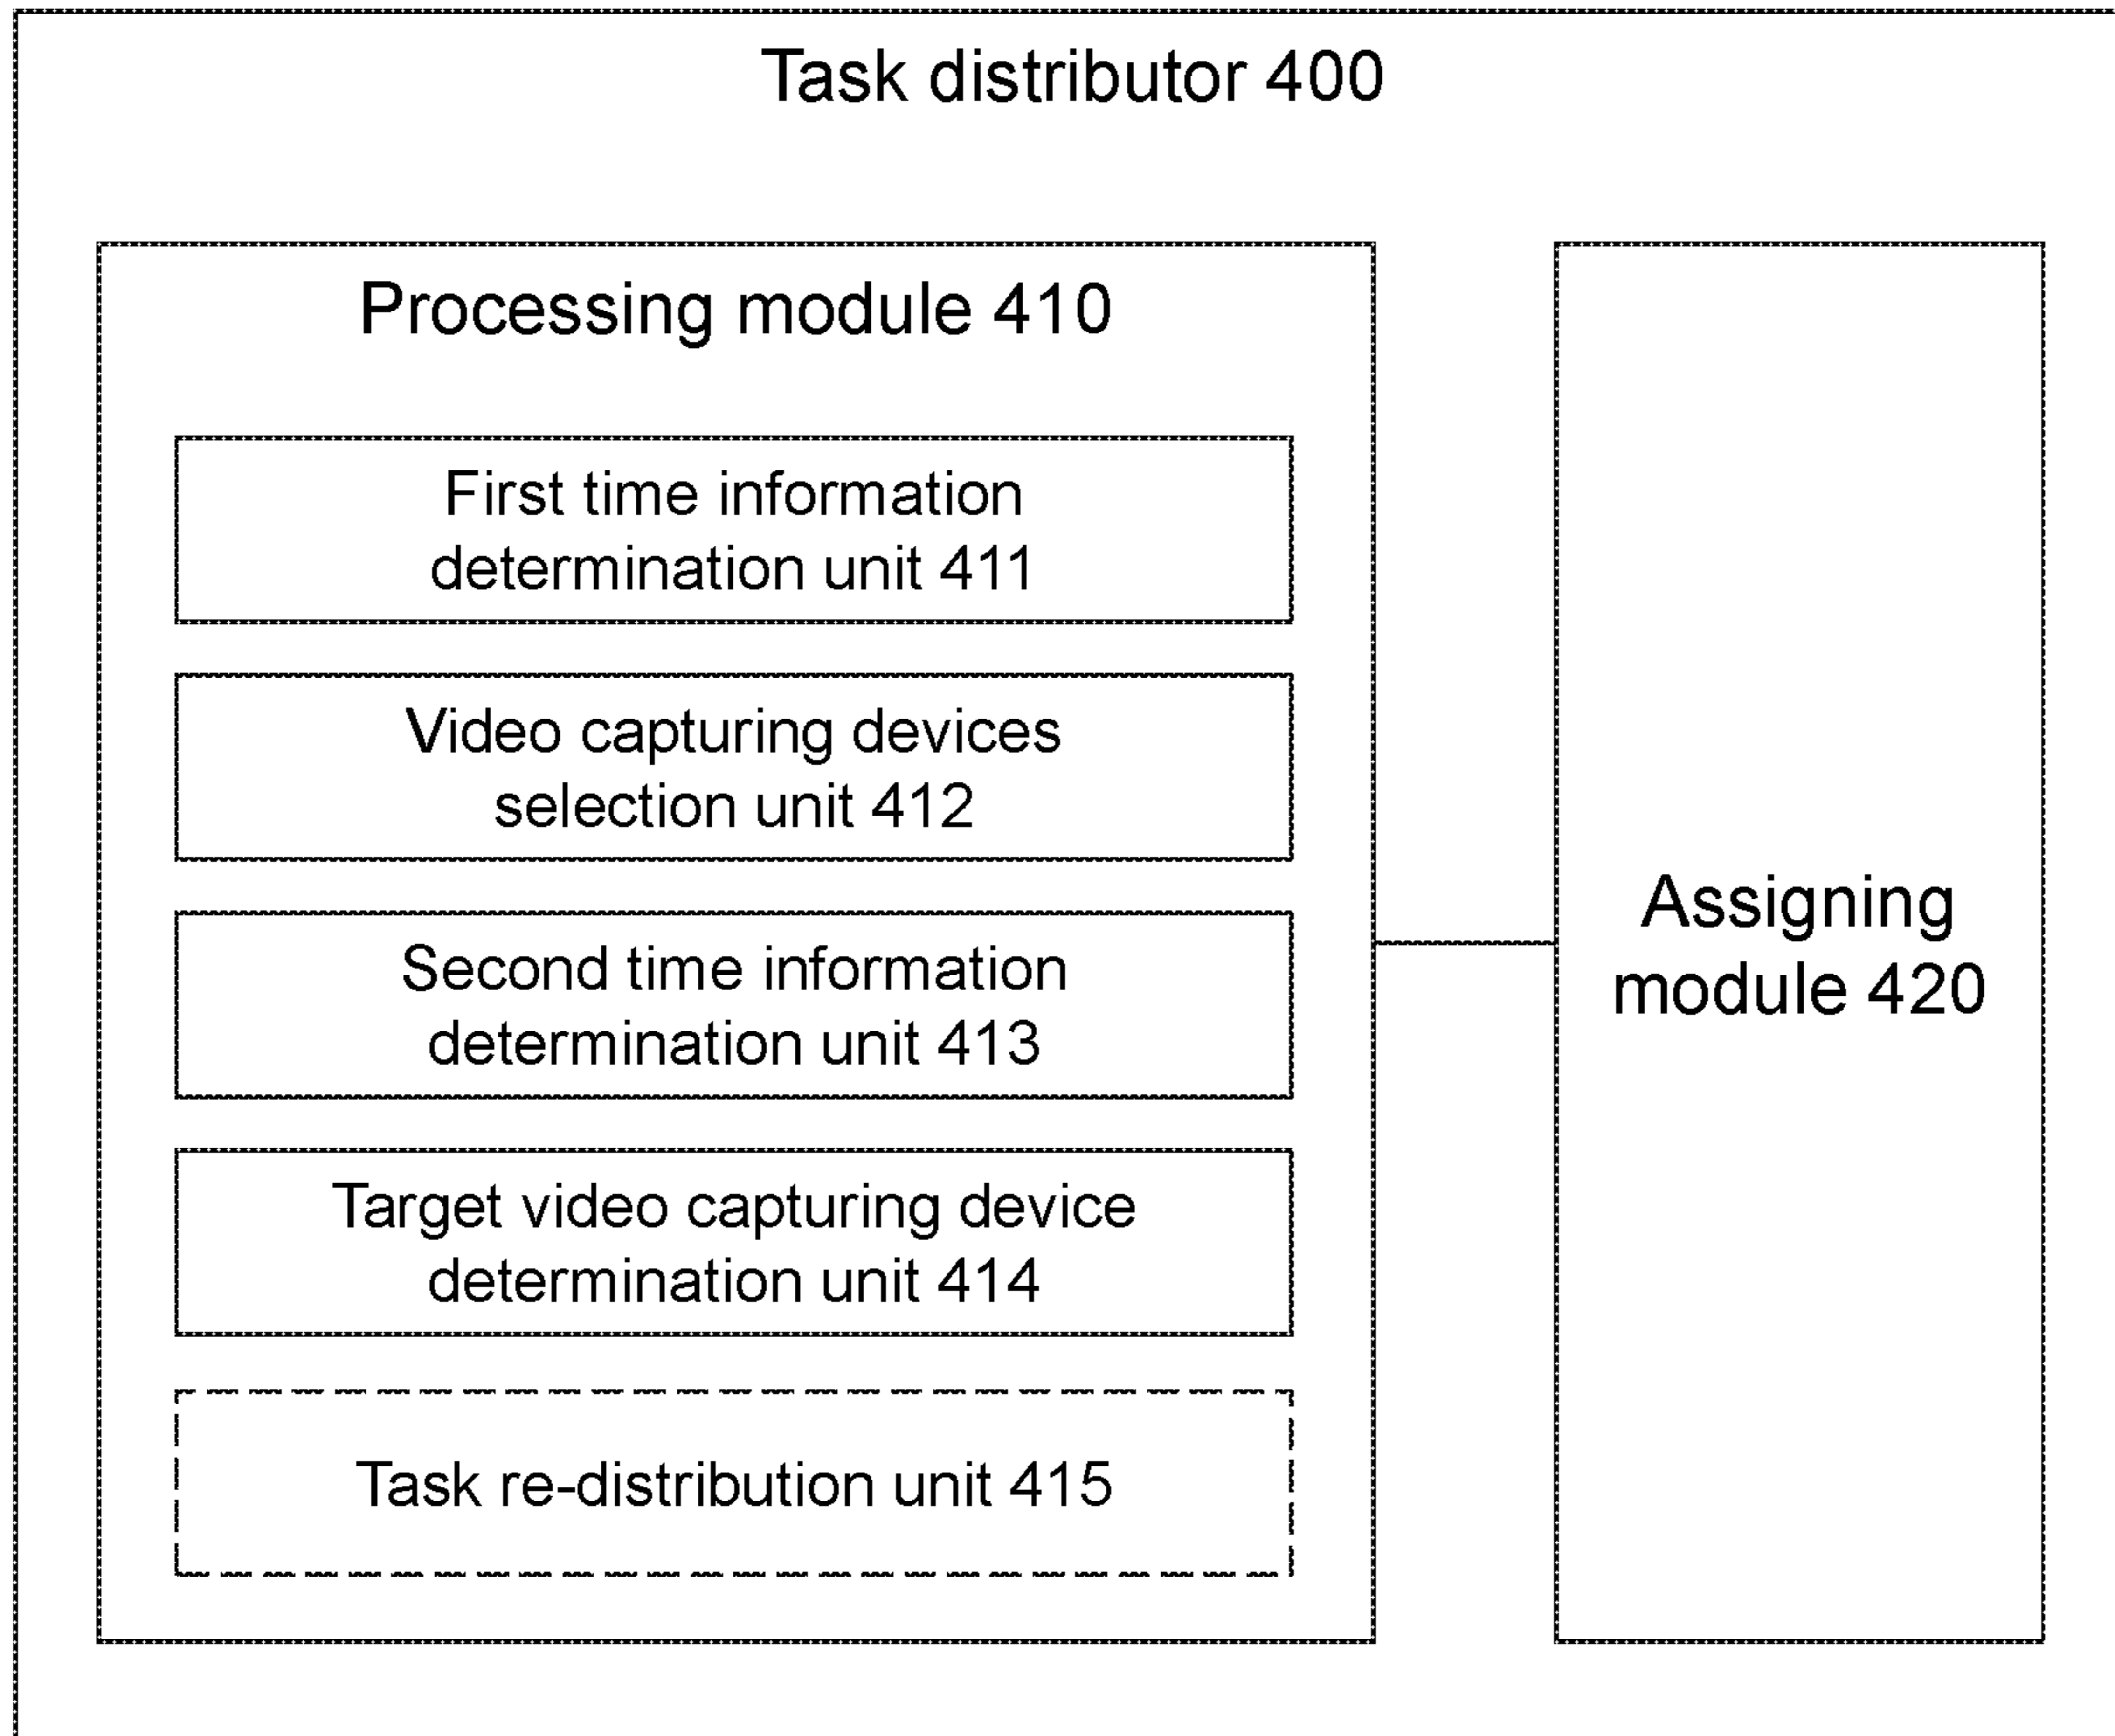 Task distributor 400
Processing module 410
First time information
determination unit 411
Video capturing devices
selection unit 412
Second time information
determination unit 413
Target video capturing device
determination unit 414
Task re-distribution unit 415
Assigning
module 420